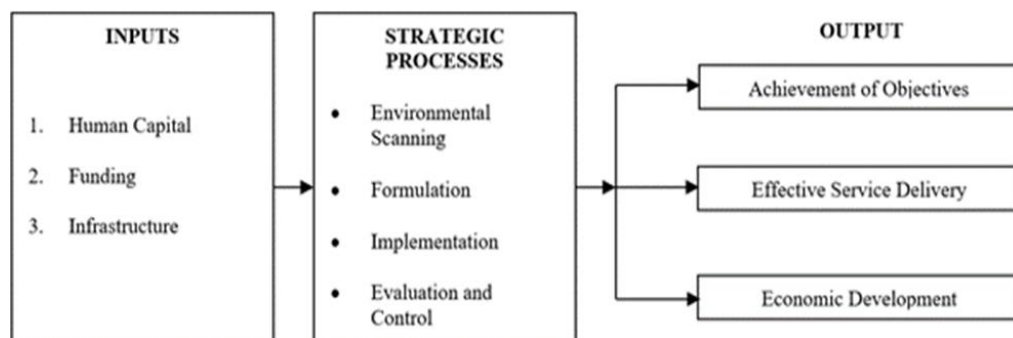 INPUTS
1. Human Capital
2. Funding
3. Infrastructure
STRATEGIC
PROCESSES
• Environmental
Scanning
• Formulation
• Implementation
• Evaluation and
Control
OUTPUT
Achievement of Objectives
Effective Service Delivery
Economic Development